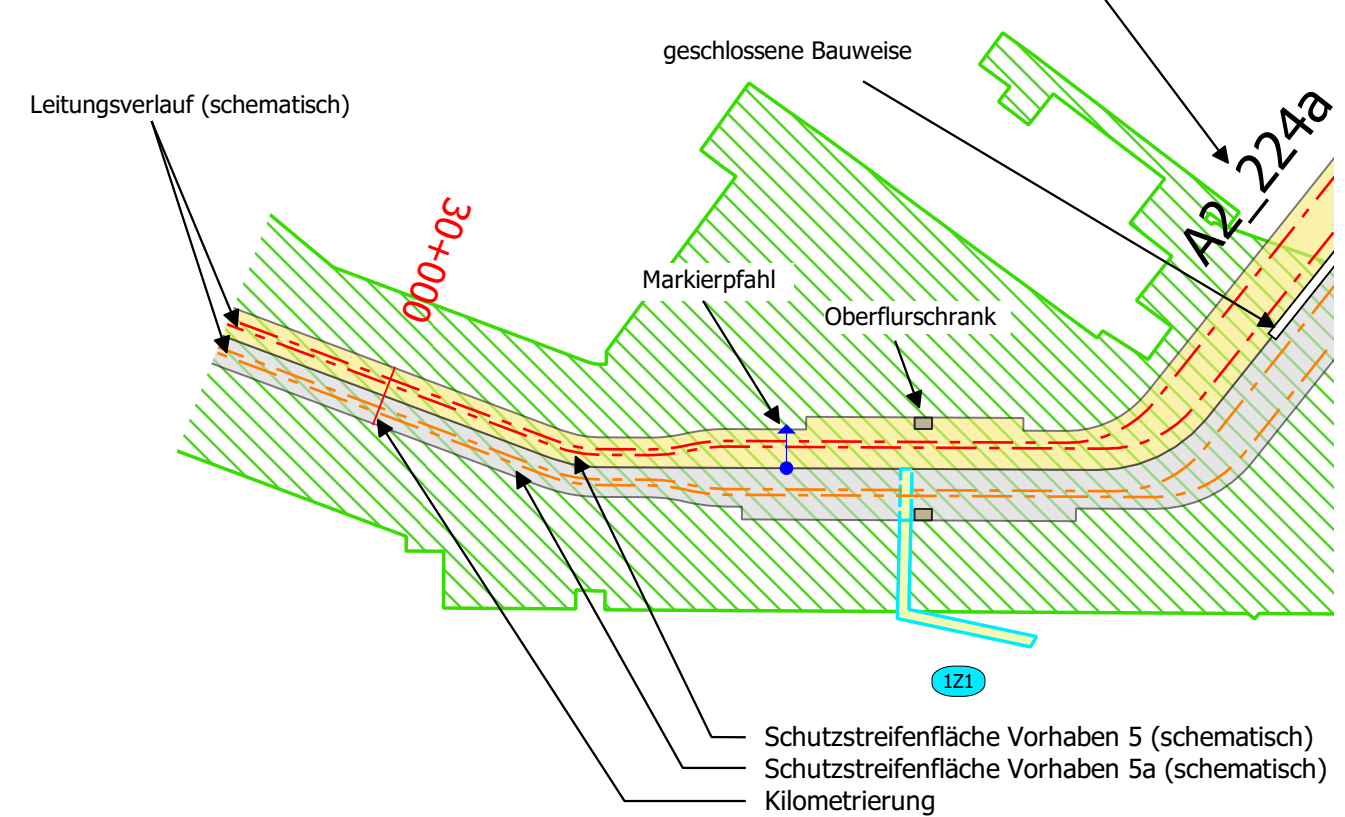 geschlossene Bauweise
Leitungsverlauf (schematisch)
A2_224a
30+000
Markierpfahl
Oberflurschrank
1Z1
Schutzstreifenfläche Vorhaben 5 (schematisch)
Schutzstreifenfläche Vorhaben 5a (schematisch)
Kilometrierung